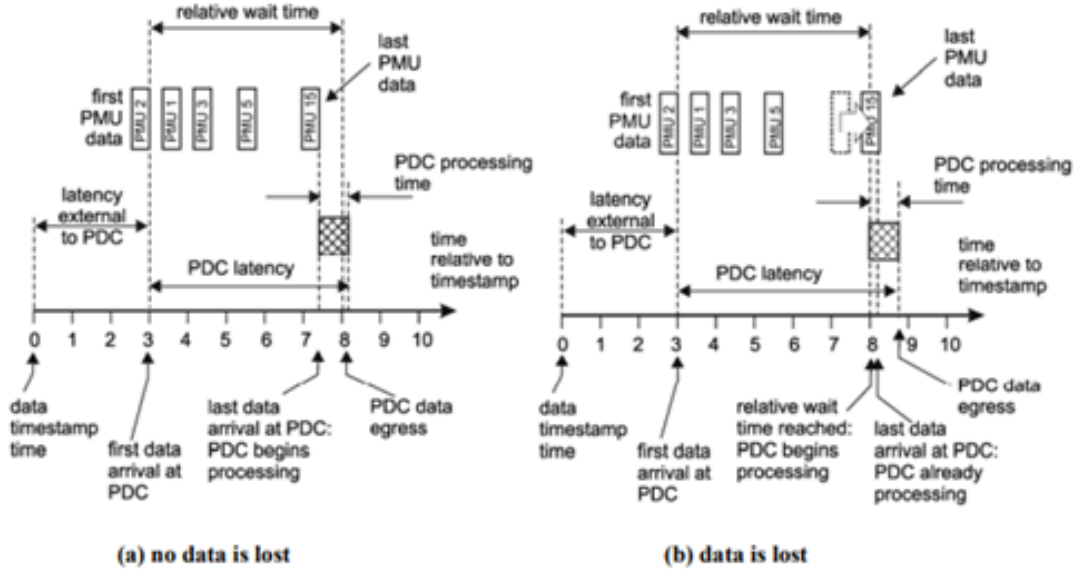 relative wait time
last
PMU
data
first
PMU
data
PMU 2
PMU 1
PMU 3
PMU 5
PMU 15
PDC processing
time
latency
external
to PDC
time
relative to
timestamp
PDC latency
0 1 2 3 4 5 6 7 8 9 10
data
timestamp
time
first data
arrival at
PDC
last data
arrival at PDC:
PDC begins
processing
PDC data
egress
(a) no data is lost
relative wait time
last
PMU
data
first
PMU
data
PMU 2
PMU 1
PMU 3
PMU 5
PMU 15
PDC processing
time
latency
external
to PDC
time
relative to
timestamp
PDC latency
0 1 2 3 4 5 6 7 8 9 10
data
timestamp
time
first data
arrival at
PDC
relative wait
time reached:
PDC begins
processing
last data
arrival at PDC:
PDC already
processing
PDC data
egress
(b) data is lost